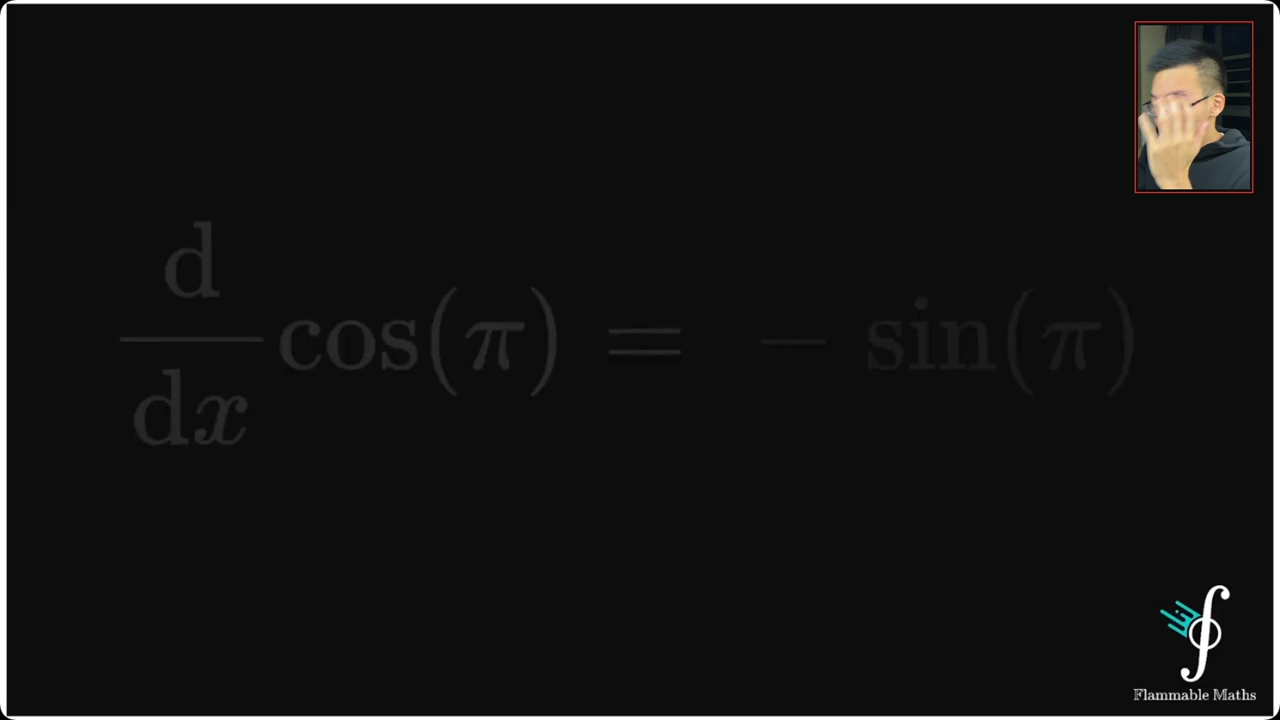 d/dx cos(π) = − sin(π)
Flammable Maths